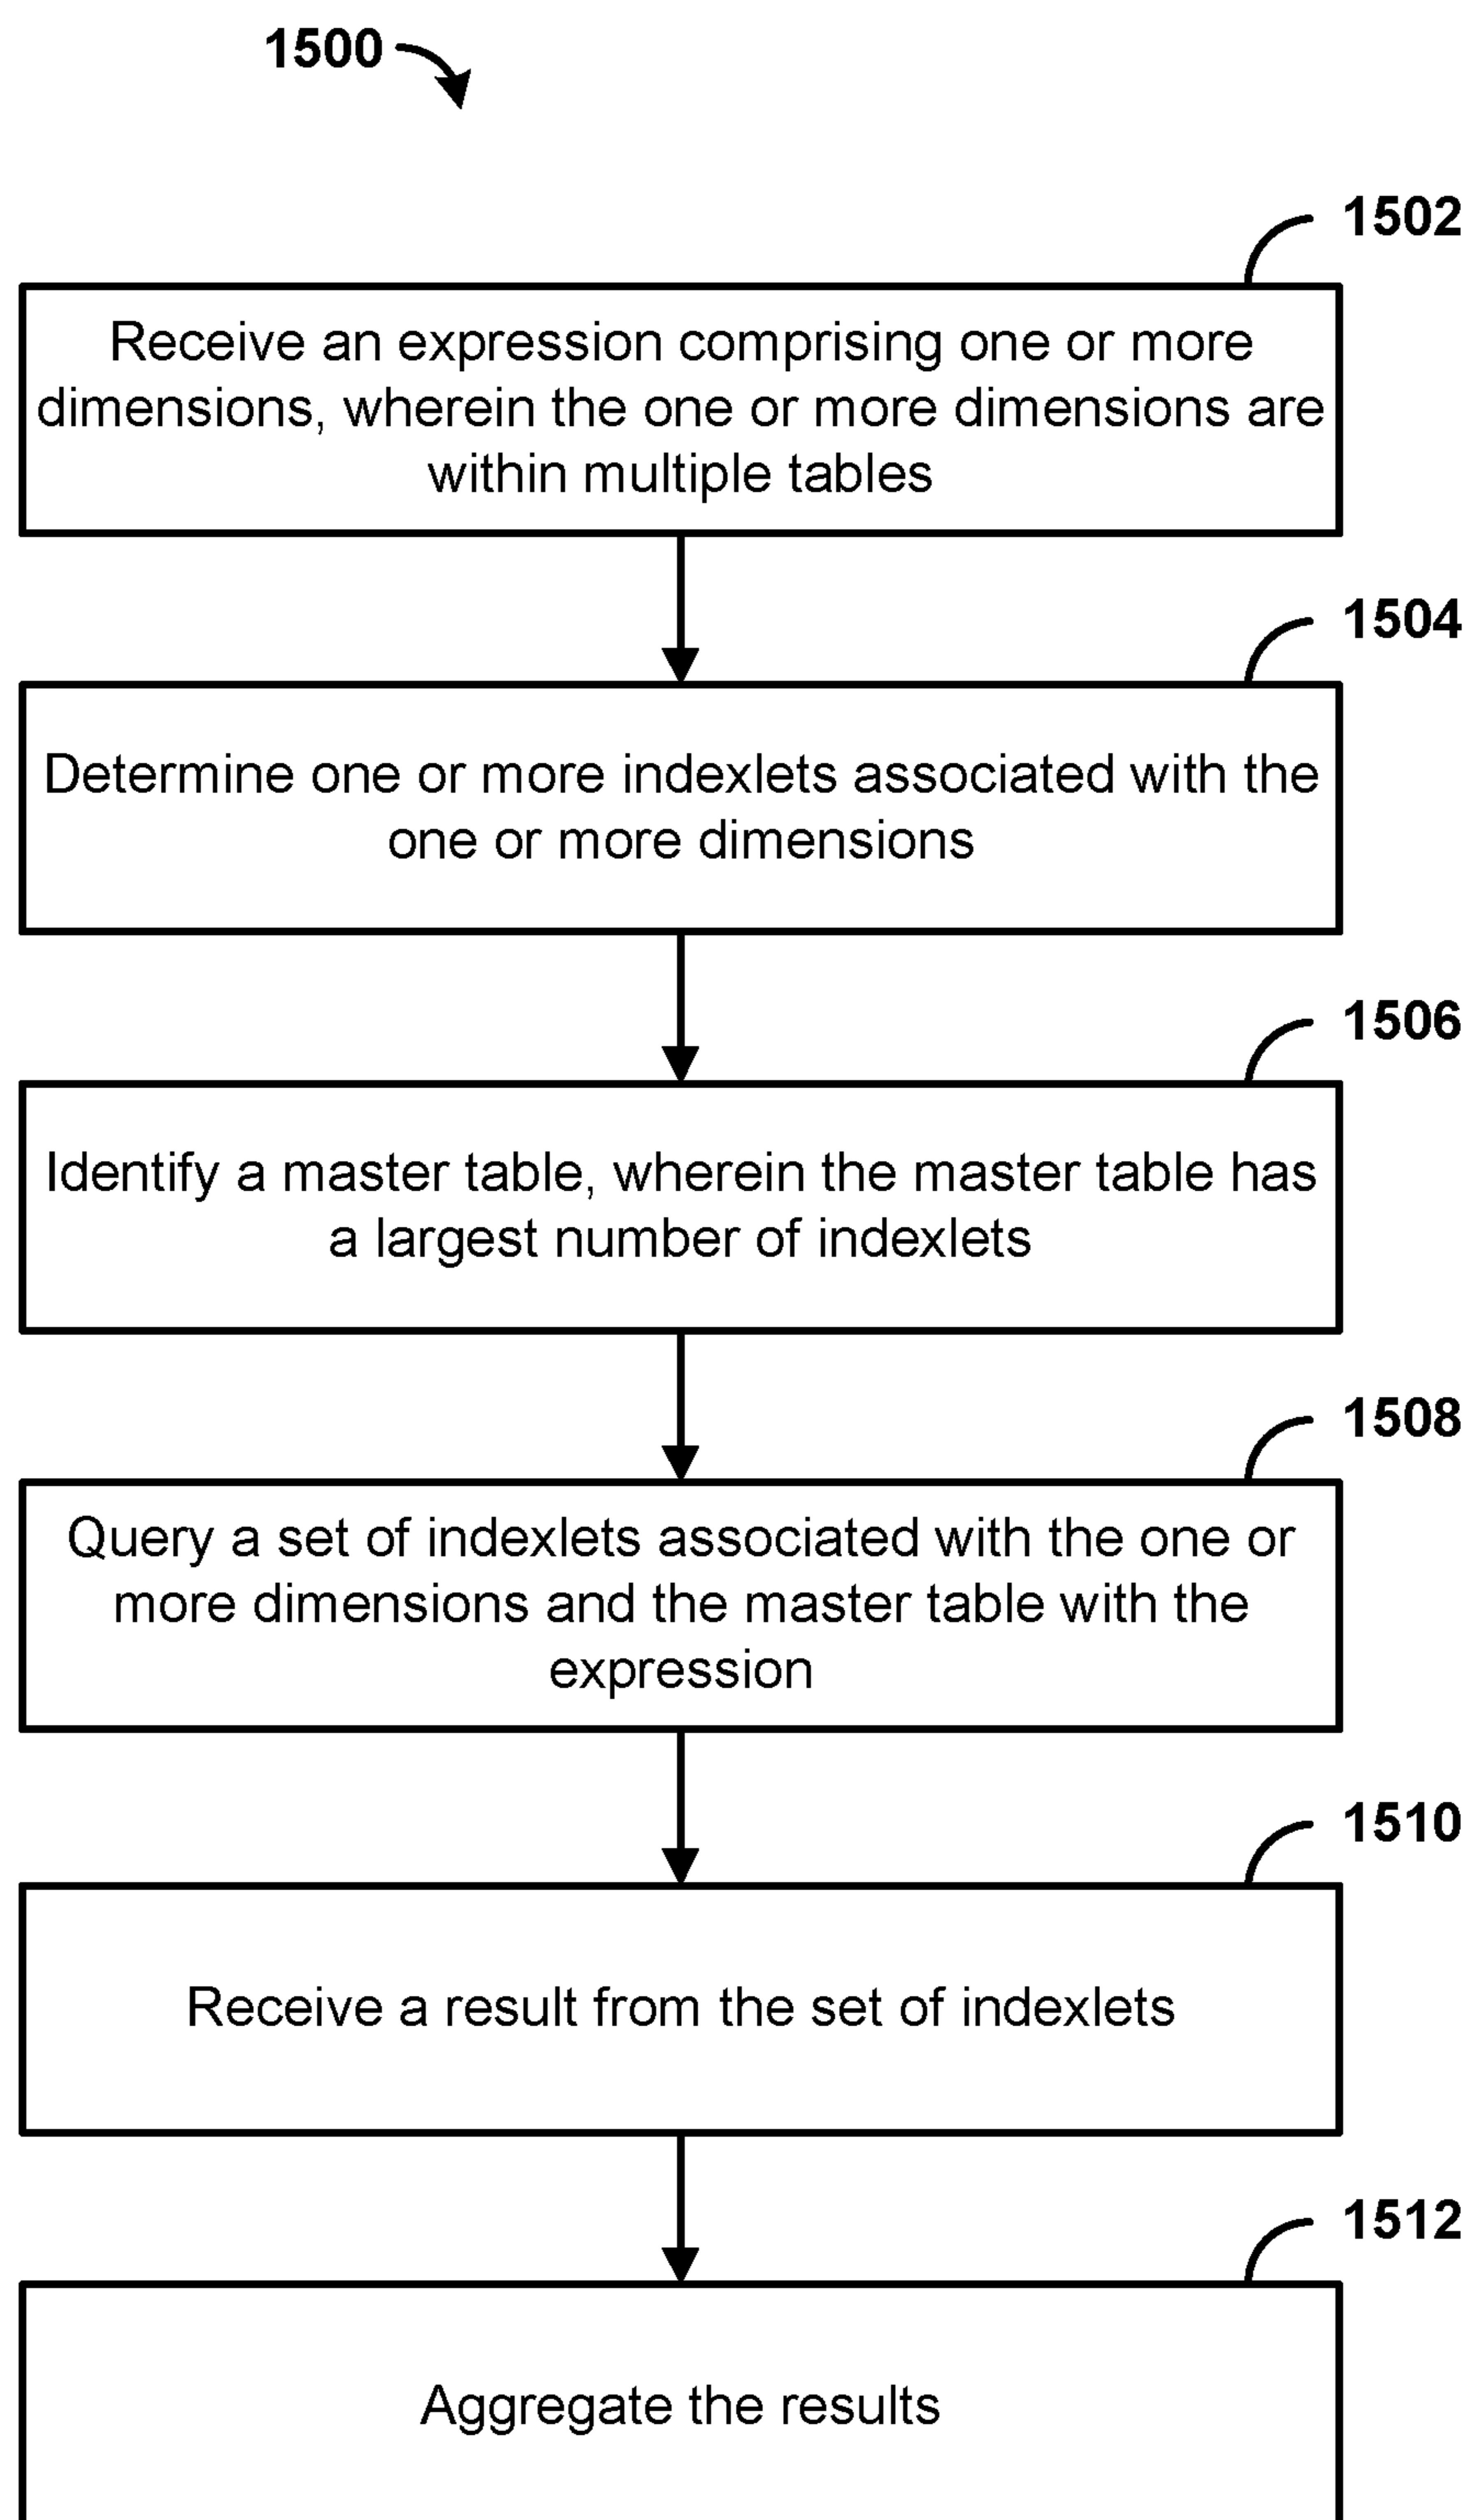 1500
1502
Receive an expression comprising one or more
dimensions, wherein the one or more dimensions are
within multiple tables
1504
Determine one or more indexlets associated with the
one or more dimensions
1506
Identify a master table, wherein the master table has
a largest number of indexlets
1508
Query a set of indexlets associated with the one or
more dimensions and the master table with the
expression
1510
Receive a result from the set of indexlets
1512
Aggregate the results